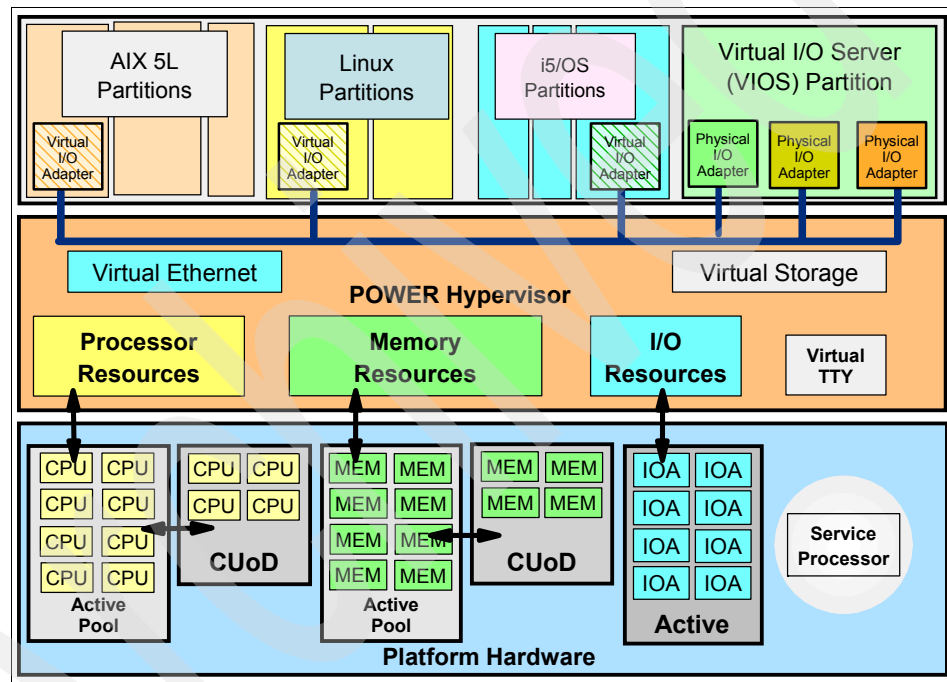 AIX 5L
Partitions
Linux
Partitions
i5/OS
Partitions
Virtual I/O Server
(VIOS) Partition
Virtual
I/O
Adapter
Virtual
I/O
Adapter
Virtual
I/O
Adapter
Physical
I/O
Adapter
Physical
I/O
Adapter
Physical
I/O
Adapter
Virtual Ethernet
Virtual Storage
POWER Hypervisor
Processor
Resources
Memory
Resources
I/O
Resources
Virtual
TTY
CPU CPU
CPU CPU
CPU CPU
CPU CPU
Active
Pool
CPU CPU
CPU CPU
CUoD
MEM MEM
MEM MEM
MEM MEM
MEM MEM
Active
Pool
MEM MEM
MEM MEM
CUoD
IOA IOA
IOA IOA
IOA IOA
IOA IOA
Active
Service
Processor
Platform Hardware